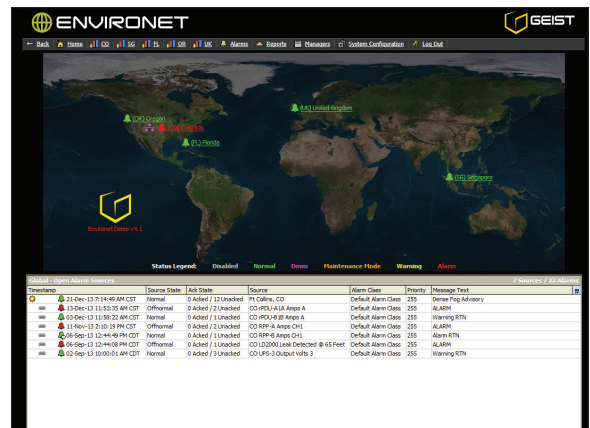 ENVIRONET
GEIST
Back Home CO SG FL OR UK Alarms Reports Managers System Configuration Log Out
(UK) United Kingdom
(OR) Oregon
(CO) Colorado
(FL) Florida
(SG) Singapore
Environet Demo v4.1
Status Legend: Disabled Normal Down Maintenance Mode Warning Alarm
Global - Open Alarm Sources 7 Sources / 22 Alarms
Timestamp Source State Ack State Source Alarm Class Priority Message Text
21-Dec-13 7:14:49 AM CST Normal 0 Acked / 12 Unacked Ft Collins, CO Default Alarm Class 255 Dense Fog Advisory
13-Dec-13 11:53:35 AM CST Offnormal 0 Acked / 2 Unacked CO rPDU-A1A Amps A Default Alarm Class 255 ALARM
03-Dec-13 11:58:22 AM CST Normal 0 Acked / 2 Unacked CO rPDU-B1B Amps A Default Alarm Class 255 Warning RTN
11-Nov-13 2:10:19 PM CST Offnormal 0 Acked / 1 Unacked CO RPP-A Amps CH1 Default Alarm Class 255 ALARM
06-Sep-13 12:44:49 PM CDT Normal 0 Acked / 1 Unacked CO RPP-B Amps CH1 Default Alarm Class 255 Alarm RTN
06-Sep-13 12:44:08 PM CDT Offnormal 0 Acked / 1 Unacked CO LD2000 Leak Detected @ 65 Feet Default Alarm Class 255 ALARM
02-Sep-13 10:00:01 AM CDT Normal 0 Acked / 3 Unacked CO UPS-3 Output Volts 3 Default Alarm Class 255 Warning RTN